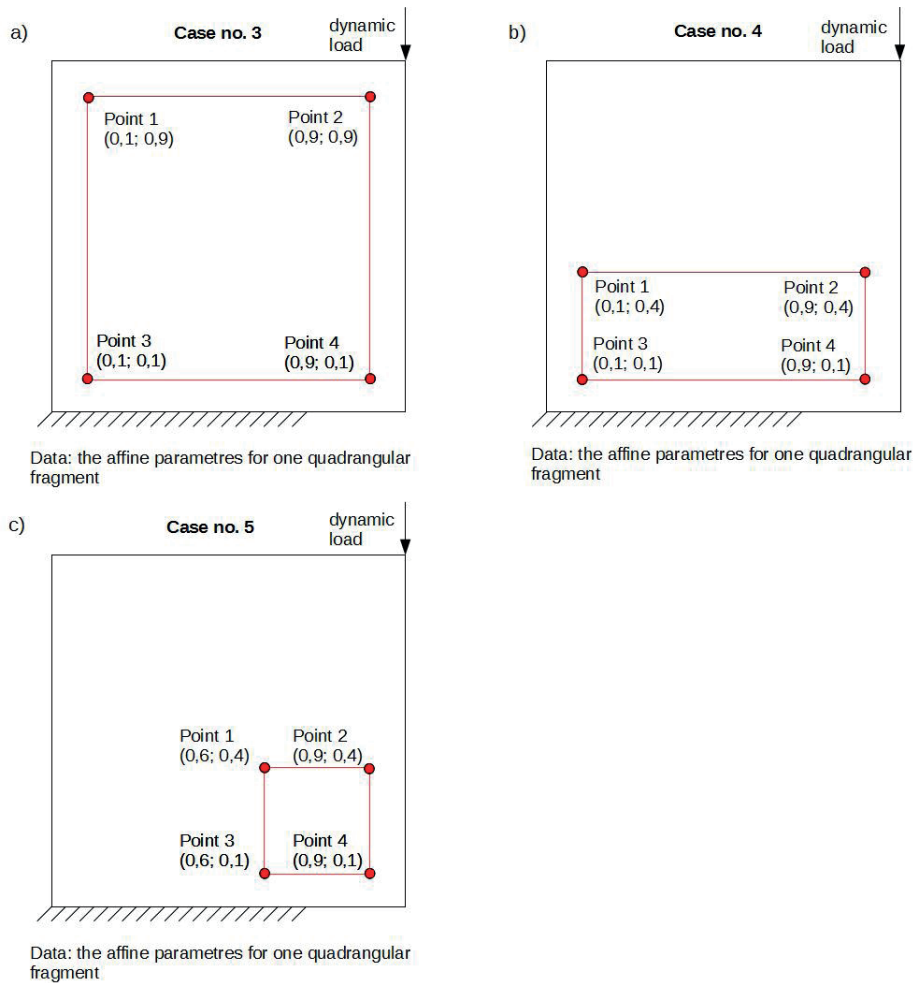 a)
Case no. 3
dynamic
load
Point 1
(0,1; 0,9)
Point 2
(0,9; 0,9)
Point 3
(0,1; 0,1)
Point 4
(0,9; 0,1)
Data: the affine parametres for one quadrangular
fragment
b)
Case no. 4
dynamic
load
Point 1
(0,1; 0,4)
Point 2
(0,9; 0,4)
Point 3
(0,1; 0,1)
Point 4
(0,9; 0,1)
Data: the affine parametres for one quadrangular
fragment
c)
Case no. 5
dynamic
load
Point 1
(0,6; 0,4)
Point 2
(0,9; 0,4)
Point 3
(0,6; 0,1)
Point 4
(0,9; 0,1)
Data: the affine parametres for one quadrangular
fragment